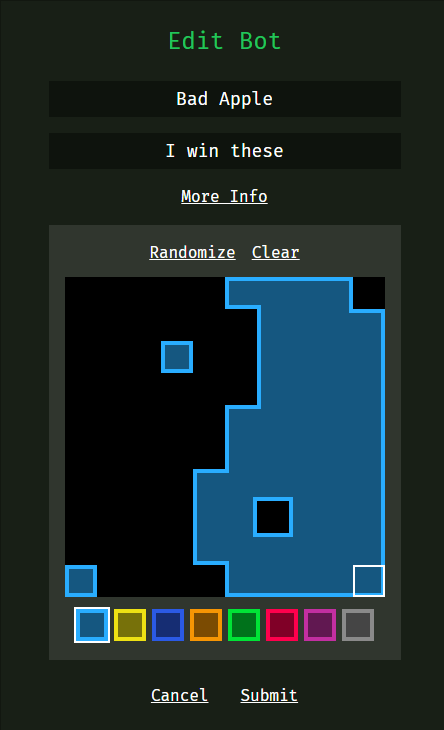 Edit Bot
Bad Apple
I win these
More Info
Randomize Clear
Cancel Submit